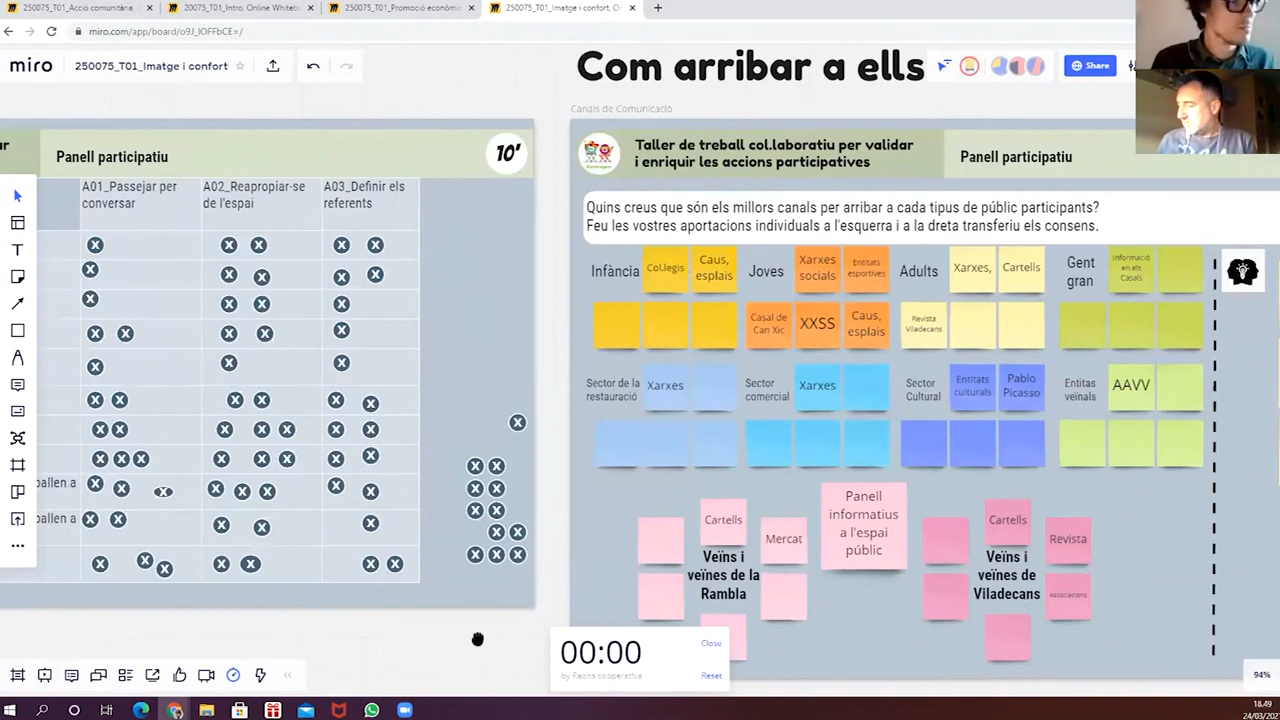 250075_T01_Acció comunitària.
20075_T01_Intro, Online Whitebo
250075_T01_Promoció econòmic
250075_T01_Imatge i confort, O
miro.com/app/board/o9J_lOFFbCE=/
miro
250075_T01_Imatge i confort
Com arribar a ells
Share
Canals de Comunicació
ar
Panell participatiu
10'
Taller de treball col.laboratiu per validar
i enriquir les accions participatives
Panell participatiu
A01_Passejar per
conversar
A02_Reapropiar-se
de l'espai
A03_Definir els
referents
ballen a
ballen a
Quins creus que són els millors canals per arribar a cada tipus de públic participants?
Feu les vostres aportacions individuals a l'esquerra i a la dreta transferiu els consens.
Infància
Col.legis
Caus,
esplais
Joves
Xarxes
socials
Entitats
esportives
Casal de
Can Xic
XXSS
Caus,
esplais
Adults
Xarxes,
Cartells
Revista
Viladecans
Gent
gran
Informació
en els
Casals
Sector de la
restauració
Xarxes
Sector
comercial
Xarxes
Sector
Cultural
Entitats
culturals
Pablo
Picasso
Entitas
veïnals
AAVV
Cartells
Mercat
Veïns i
veïnes de la
Rambla
Panell
informatius
a l'espai
públic
Cartells
Revista
Veïns i
veïnes de
Viladecans
Associacions
00:00
by Raons cooperativa
Close
Reset
94%
18:49
24/03/202